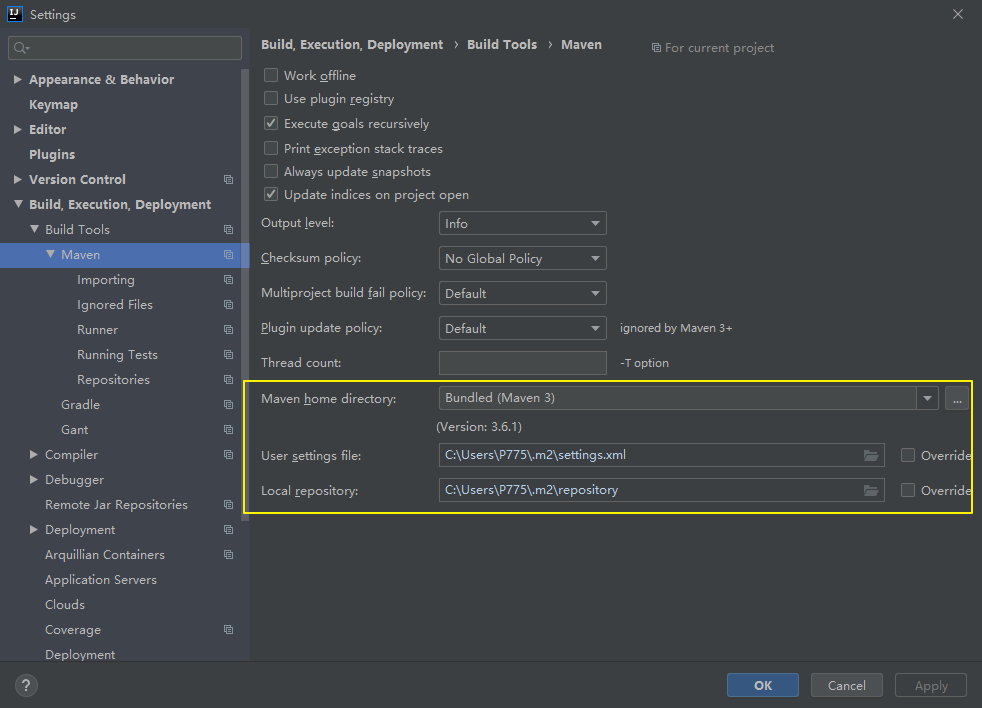 Settings
Appearance & Behavior
Keymap
Editor
Plugins
Version Control
Build, Execution, Deployment
Build Tools
Maven
Importing
Ignored Files
Runner
Running Tests
Repositories
Gradle
Gant
Compiler
Debugger
Remote Jar Repositories
Deployment
Arquillian Containers
Application Servers
Clouds
Coverage
Deployment
Build, Execution, Deployment › Build Tools › Maven For current project
Work offline
Use plugin registry
Execute goals recursively
Print exception stack traces
Always update snapshots
Update indices on project open
Output level: Info
Checksum policy: No Global Policy
Multiproject build fail policy: Default
Plugin update policy: Default ignored by Maven 3+
Thread count: -T option
Maven home directory: Bundled (Maven 3) ...
(Version: 3.6.1)
User settings file: C:\Users\P775\.m2\settings.xml Override
Local repository: C:\Users\P775\.m2\repository Override
? OK Cancel Apply